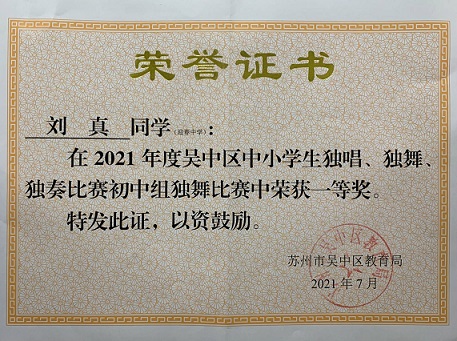 荣誉证书
刘真 同学（迎春中学）：
在 2021 年度吴中区中小学生独唱、独舞、
独奏比赛初中组独舞比赛中荣获一等奖。
特发此证，以资鼓励。
苏州市吴中区教育局
2021 年 7 月